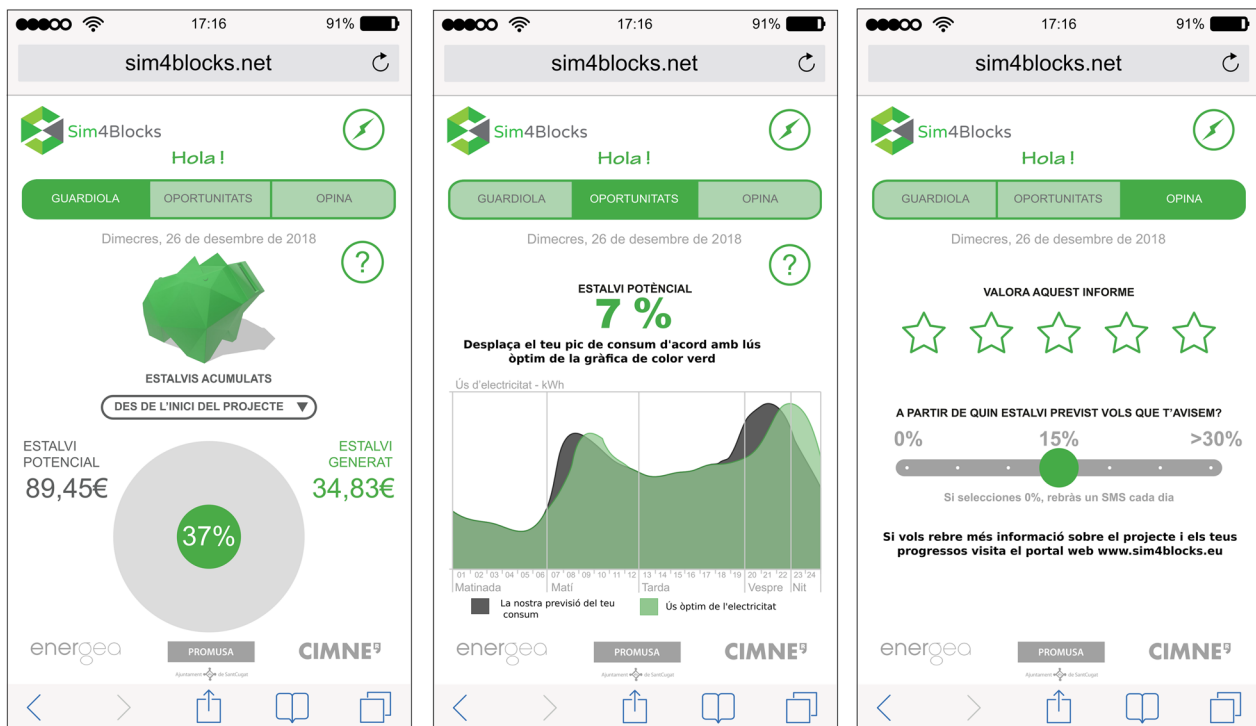 17:16
91%
sim4blocks.net
Sim4Blocks
Hola!
GUARDIOLA
OPORTUNITATS
OPINA
Dimecres, 26 de desembre de 2018
?
ESTALVIS ACUMULATS
DES DE L'INICI DEL PROJECTE
ESTALVI
POTENCIAL
89,45€
ESTALVI
GENERAT
34,83€
37%
energea
PROMUSA
Ajuntament de SantCugat
CIMNE
17:16
91%
sim4blocks.net
Sim4Blocks
Hola!
GUARDIOLA
OPORTUNITATS
OPINA
Dimecres, 26 de desembre de 2018
?
ESTALVI POTÈNCIAL
7 %
Desplaça el teu pic de consum d'acord amb lús
òptim de la gràfica de color verd
Ús d'electricitat - kWh
01 02 03 04 05 06 07 08 09 10 11 12 13 14 15 16 17 18 19 20 21 22 23 24
Matinada Matí Tarda Vespre Nit
La nostra previsió del teu
consum
Ús òptim de l'electricitat
energea
PROMUSA
Ajuntament de SantCugat
CIMNE
17:16
91%
sim4blocks.net
Sim4Blocks
Hola!
GUARDIOLA
OPORTUNITATS
OPINA
Dimecres, 26 de desembre de 2018
VALORA AQUEST INFORME
A PARTIR DE QUIN ESTALVI PREVIST VOLS QUE T'AVISEM?
0% 15% >30%
Si selecciones 0%, rebràs un SMS cada dia
Si vols rebre més informació sobre el projecte i els teus
progressos visita el portal web www.sim4blocks.eu
energea
PROMUSA
Ajuntament de SantCugat
CIMNE